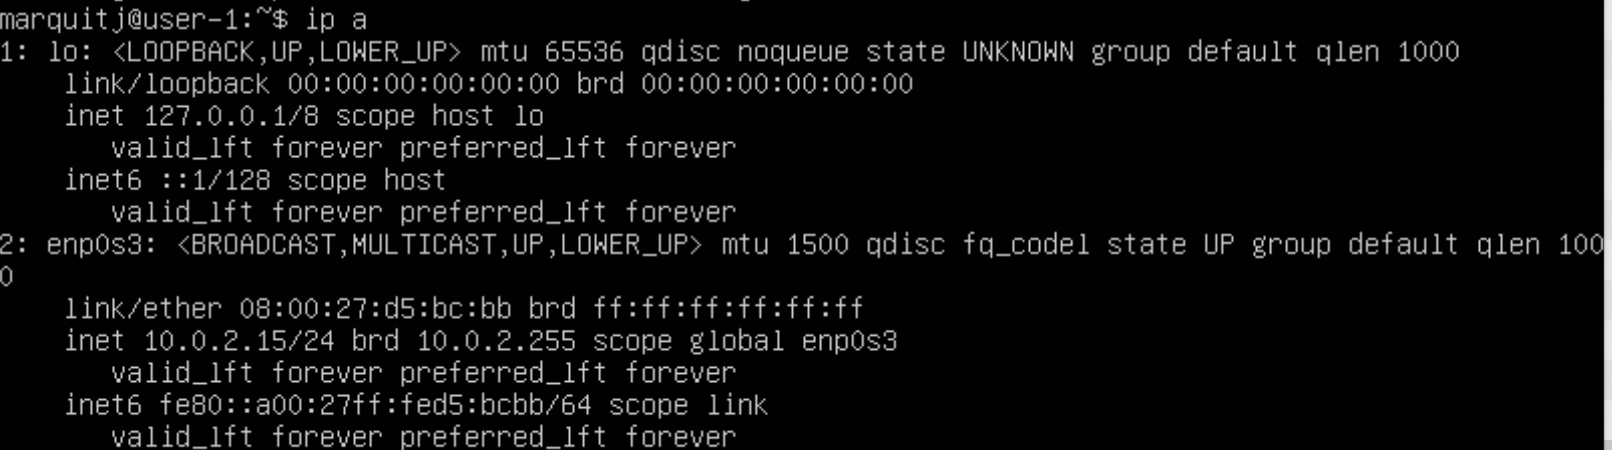 marquitj@user-1:~$ ip a
1: lo: <LOOPBACK,UP,LOWER_UP> mtu 65536 qdisc noqueue state UNKNOWN group default qlen 1000
    link/loopback 00:00:00:00:00:00 brd 00:00:00:00:00:00
    inet 127.0.0.1/8 scope host lo
       valid_lft forever preferred_lft forever
    inet6 ::1/128 scope host
       valid_lft forever preferred_lft forever
2: enp0s3: <BROADCAST,MULTICAST,UP,LOWER_UP> mtu 1500 qdisc fq_codel state UP group default qlen 100
0
    link/ether 08:00:27:d5:bc:bb brd ff:ff:ff:ff:ff:ff
    inet 10.0.2.15/24 brd 10.0.2.255 scope global enp0s3
       valid_lft forever preferred_lft forever
    inet6 fe80::a00:27ff:fed5:bcbb/64 scope link
       valid_lft forever preferred_lft forever